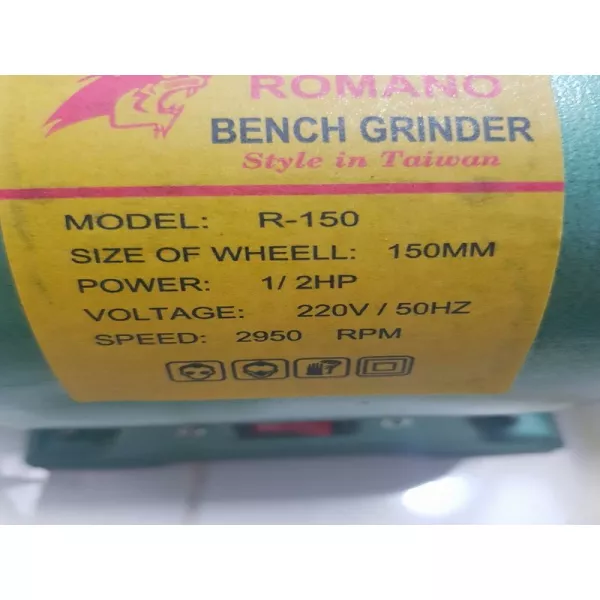 ROMANO
BENCH GRINDER
Style in Taiwan
MODEL: R-150
SIZE OF WHEELL: 150MM
POWER: 1/2HP
VOLTAGE: 220V/50HZ
SPEED: 2950 RPM